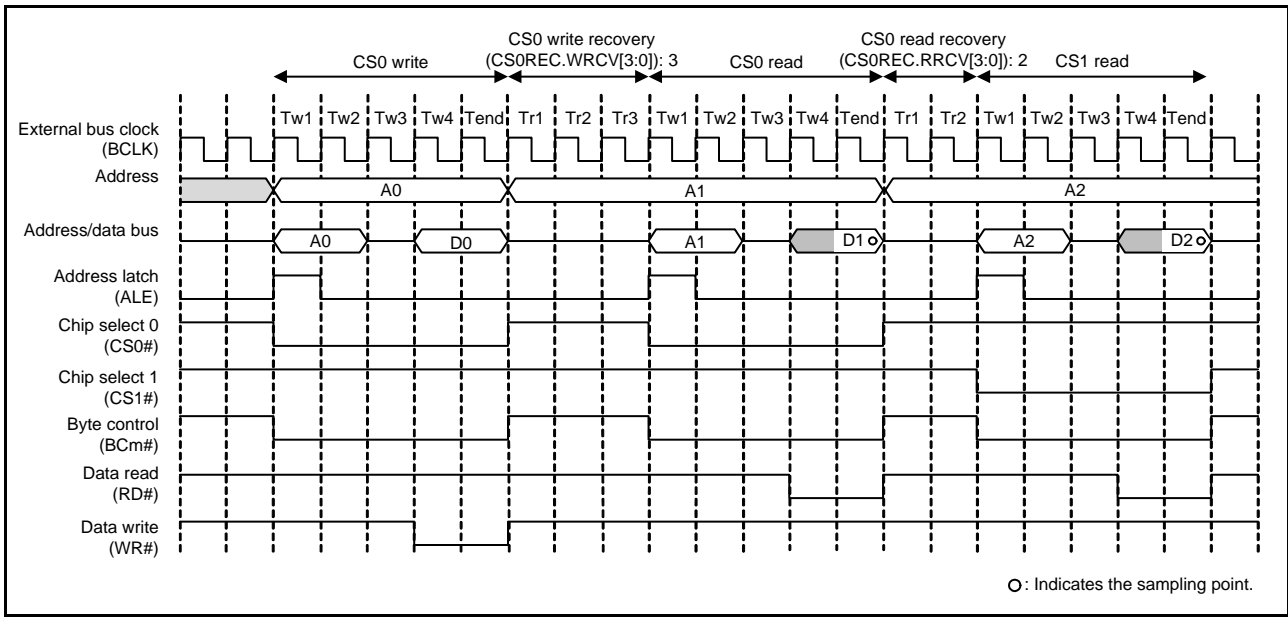 CS0 write recovery
(CS0REC.WRCV[3:0]): 3
CS0 read recovery
(CS0REC.RRCV[3:0]): 2
CS0 write
CS0 read
CS1 read
Tw1 Tw2 Tw3 Tw4 Tend Tr1 Tr2 Tr3 Tw1 Tw2 Tw3 Tw4 Tend Tr1 Tr2 Tw1 Tw2 Tw3 Tw4 Tend
External bus clock
(BCLK)
Address
A0 A1 A2
Address/data bus
A0 D0 A1 D1 A2 D2
Address latch
(ALE)
Chip select 0
(CS0#)
Chip select 1
(CS1#)
Byte control
(BCm#)
Data read
(RD#)
Data write
(WR#)
: Indicates the sampling point.